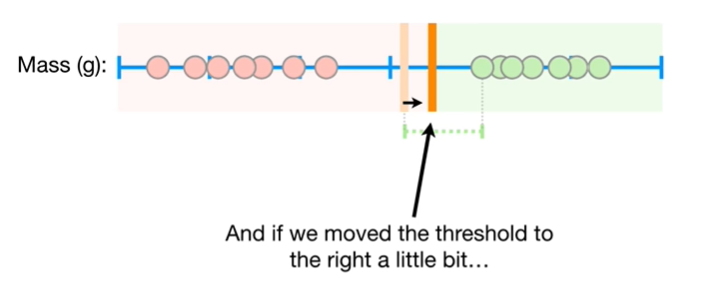 Mass (g):
And if we moved the threshold to
the right a little bit...